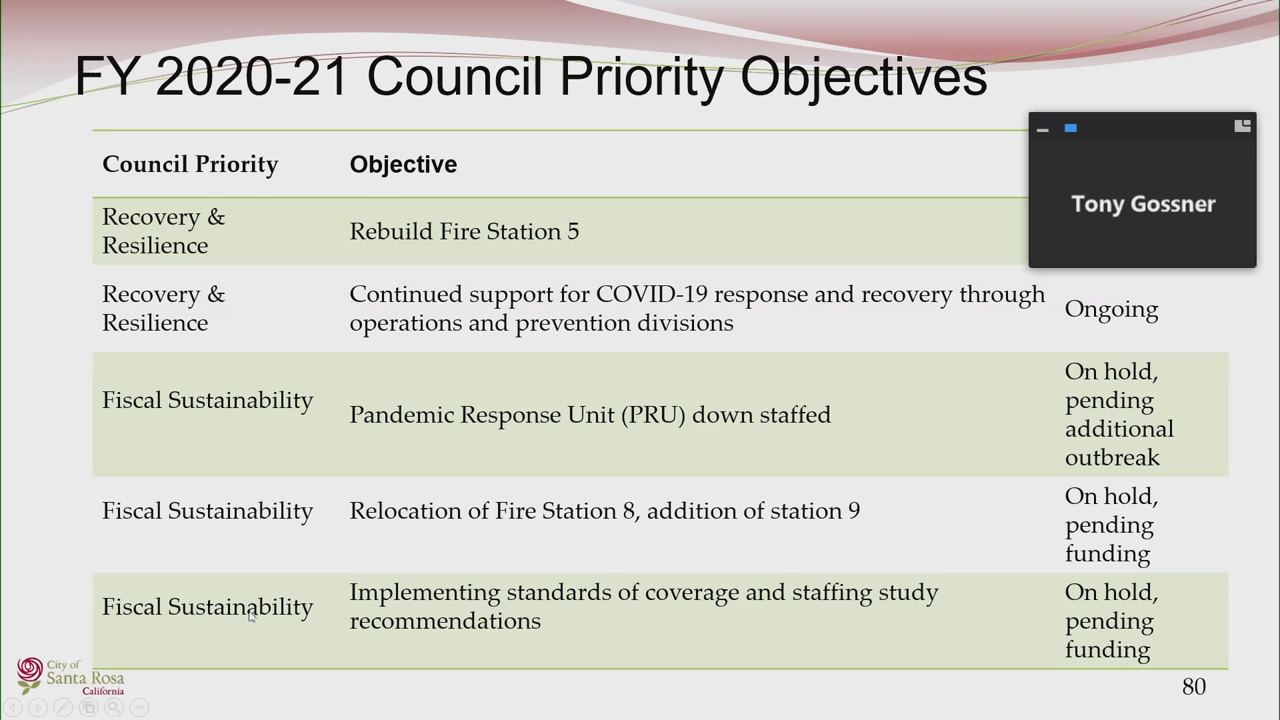 FY 2020-21 Council Priority Objectives
Council Priority
Objective
Tony Gossner
Recovery &
Resilience
Rebuild Fire Station 5
Recovery &
Resilience
Continued support for COVID-19 response and recovery through
operations and prevention divisions
Ongoing
Fiscal Sustainability
Pandemic Response Unit (PRU) down staffed
On hold,
pending
additional
outbreak
Fiscal Sustainability
Relocation of Fire Station 8, addition of station 9
On hold,
pending
funding
Fiscal Sustainability
Implementing standards of coverage and staffing study
recommendations
On hold,
pending
funding
City of
Santa Rosa
California
80